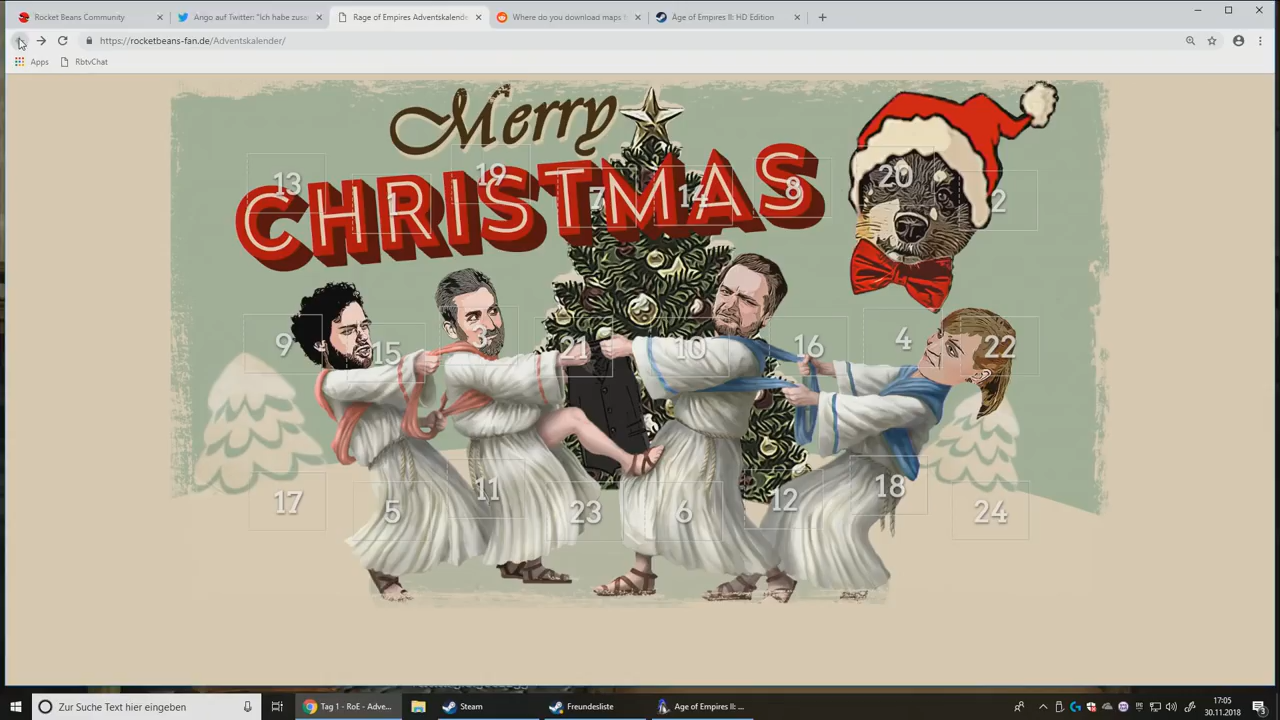 Rocket Beans Community
Ango auf Twitter: "Ich habe zusa
Rage of Empires Adventskalende
Where do you download maps f
Age of Empires II: HD Edition
https://rocketbeans-fan.de/Adventskalender/
Apps
RbtvChat
Merry
CHRISTMAS
13
1
19
7
14
8
20
2
9
15
3
21
10
16
4
22
17
5
11
23
6
12
18
24
Zur Suche Text hier eingeben
Tag 1 - RoE - Adve...
Steam
Freundesliste
Age of Empires II: ...
17:05
30.11.2018